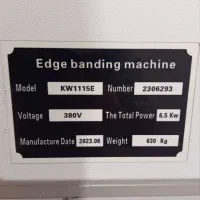 Edge banding machine
Model KW1115E Number 2306293
Voltage 380V The Total Power 6.5 Kw
Manufacture Date 2023.06 Weight 630 Kg